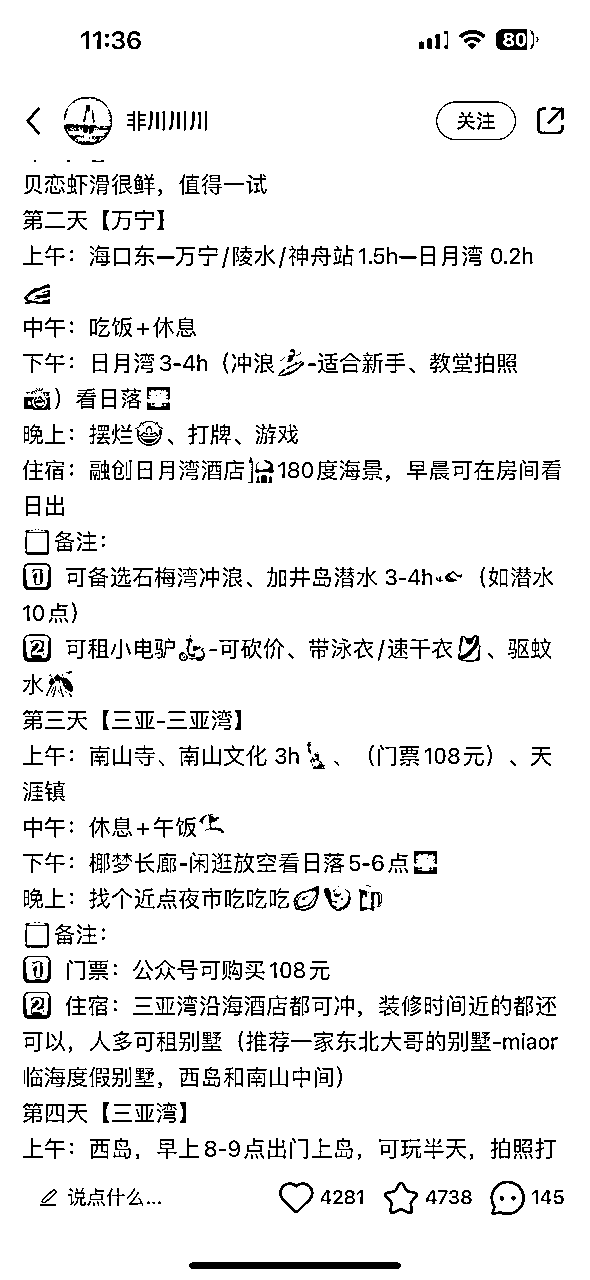 11:36
80
非川川川
关注
贝恋虾滑很鲜，值得一试
第二天【万宁】
上午：海口东—万宁/陵水/神舟站1.5h—日月湾 0.2h
🚄
中午：吃饭+休息
下午：日月湾3-4h（冲浪🏄-适合新手、教堂拍照
📷）看日落🌅
晚上：摆烂😂、打牌、游戏
住宿：融创日月湾酒店🏨180度海景，早晨可在房间看
日出
备注：
1 可备选石梅湾冲浪、加井岛潜水 3-4h（如潜水
10点）
2 可租小电驴🛵-可砍价、带泳衣/速干衣🩱、驱蚊
水🦟
第三天【三亚-三亚湾】
上午：南山寺、南山文化 3h、（门票108元）、天
涯镇
中午：休息+午饭
下午：椰梦长廊-闲逛放空看日落5-6点🌅
晚上：找个近点夜市吃吃吃
备注：
1 门票：公众号可购买108元
2 住宿：三亚湾沿海酒店都可冲，装修时间近的都还
可以，人多可租别墅（推荐一家东北大哥的别墅-miaor
临海度假别墅，西岛和南山中间）
第四天【三亚湾】
上午：西岛，早上8-9点出门上岛，可玩半天，拍照打
说点什么...
4281
4738
145